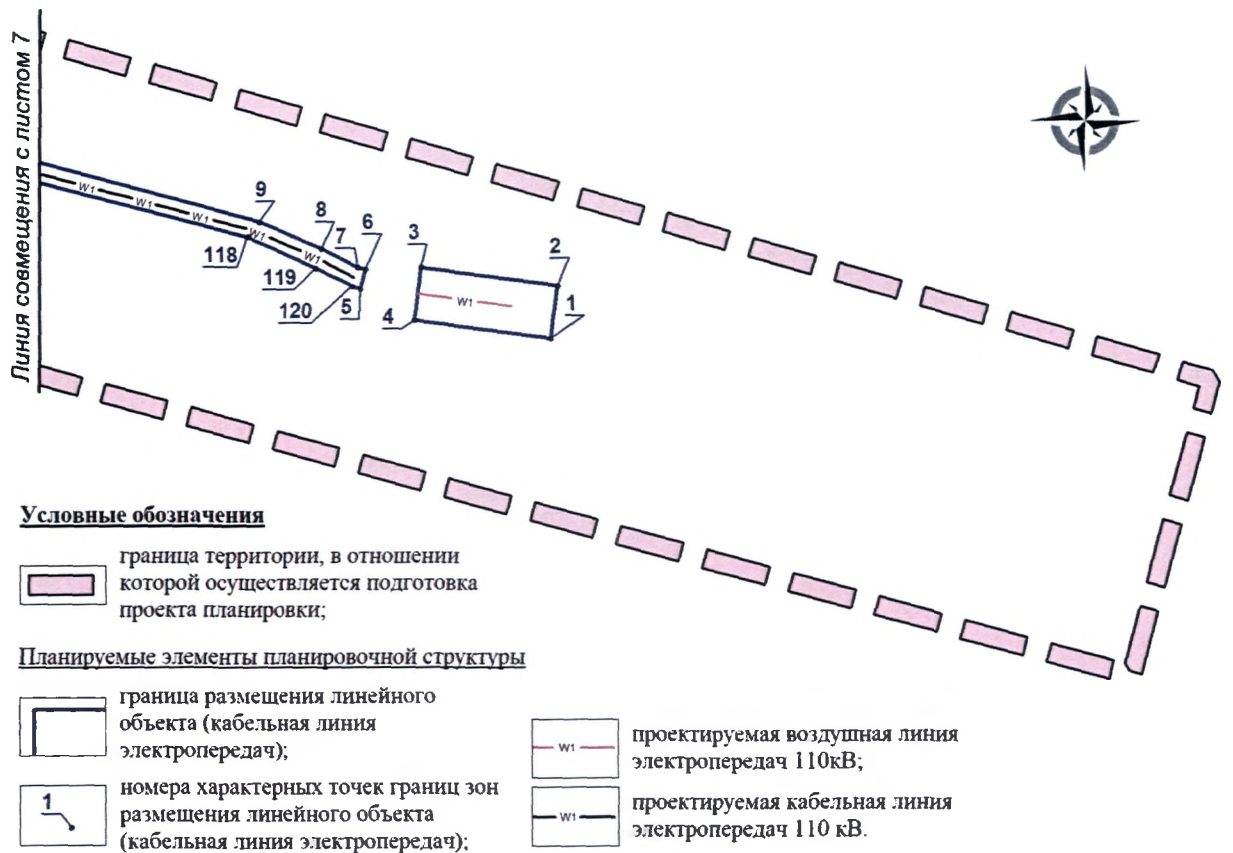 Линия совмещения с листом 7
W1
W1
W1
W1
W1
9
8
7
6
118
119
120
5
3
2
4
1
W1
Условные обозначения
граница территории, в отношении
которой осуществляется подготовка
проекта планировки;
Планируемые элементы планировочной структуры
граница размещения линейного
объекта (кабельная линия
электропередач);
1
номера характерных точек границ зон
размещения линейного объекта
(кабельная линия электропередач);
W1
проектируемая воздушная линия
электропередач 110кВ;
W1
проектируемая кабельная линия
электропередач 110 кВ.